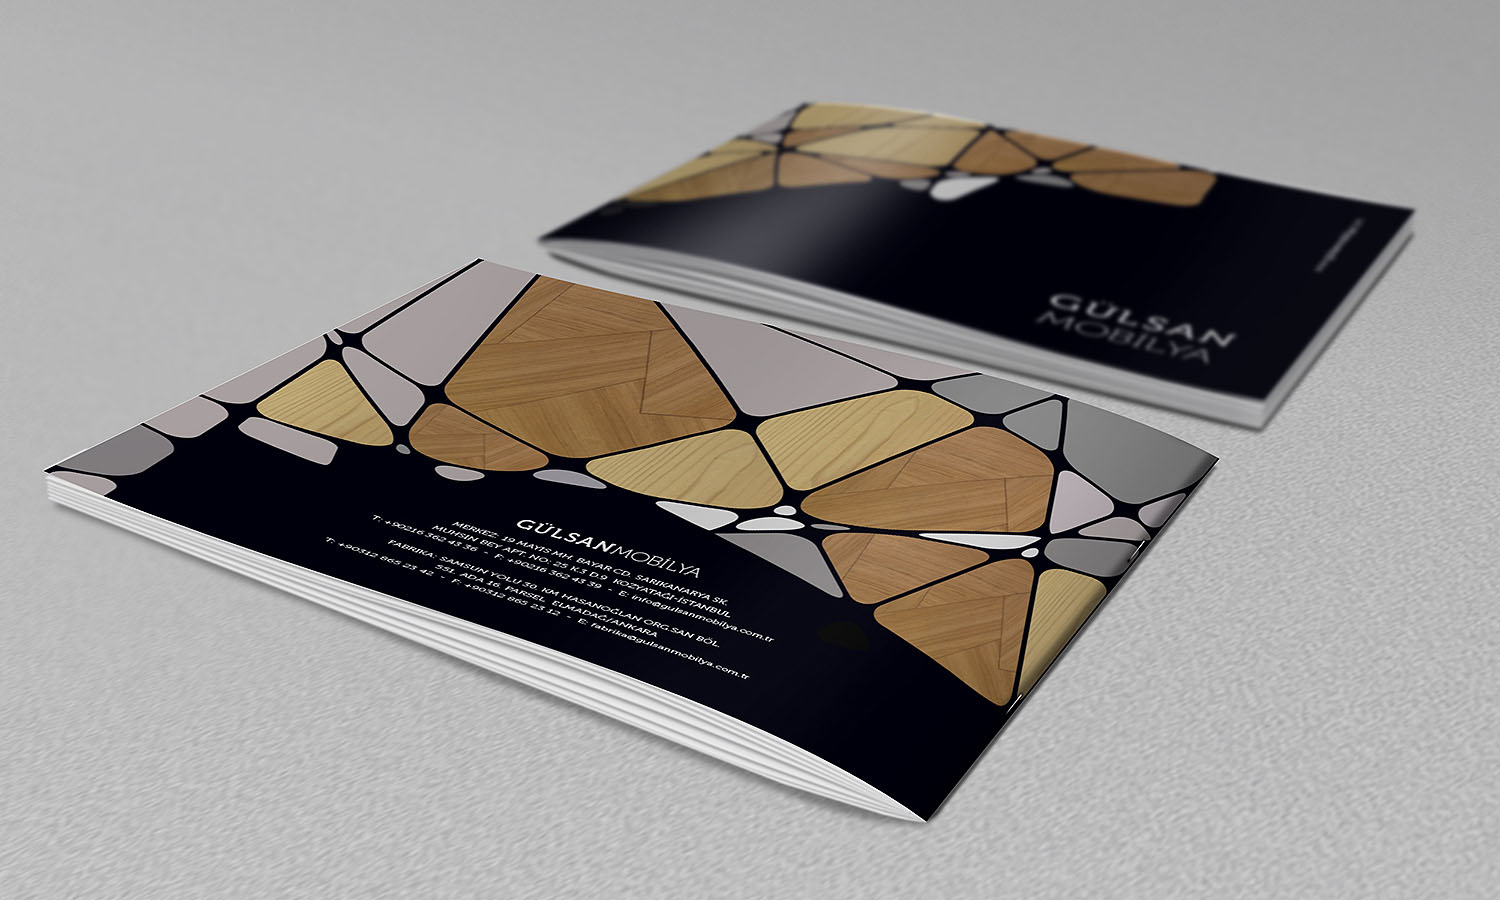 GÜLSAN
MOBİLYA
GÜLSANMOBİLYA
MERKEZ: 19 MAYIS MH. BAYAR CD. SARIKANARYA SK.
MUHSİN BEY APT. NO: 25 K.3 D.9 KOZYATAĞI-İSTANBUL
T: +90216 362 43 36 - F: +90216 362 43 39 - E: info@gulsanmobilya.com.tr
FABRİKA: SAMSUN YOLU 30. KM HASANOĞLAN ORG.SAN BÖL.
551. ADA 16. PARSEL ELMADAĞ/ANKARA
T: +90312 865 23 42 - F: +90312 865 23 12 - E: fabrika@gulsanmobilya.com.tr